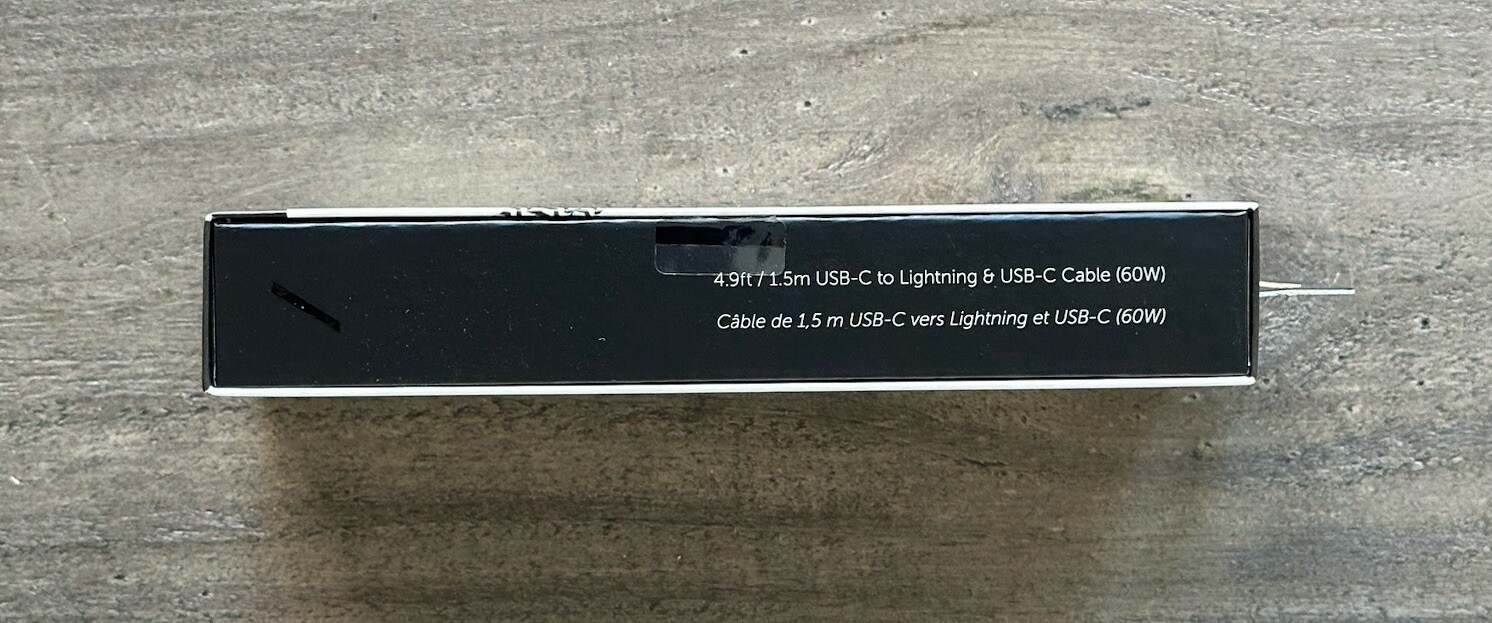 4.9ft / 1.5m USB-C to Lightning & USB-C Cable (60W)
Câble de 1,5 m USB-C vers Lightning et USB-C (60W)